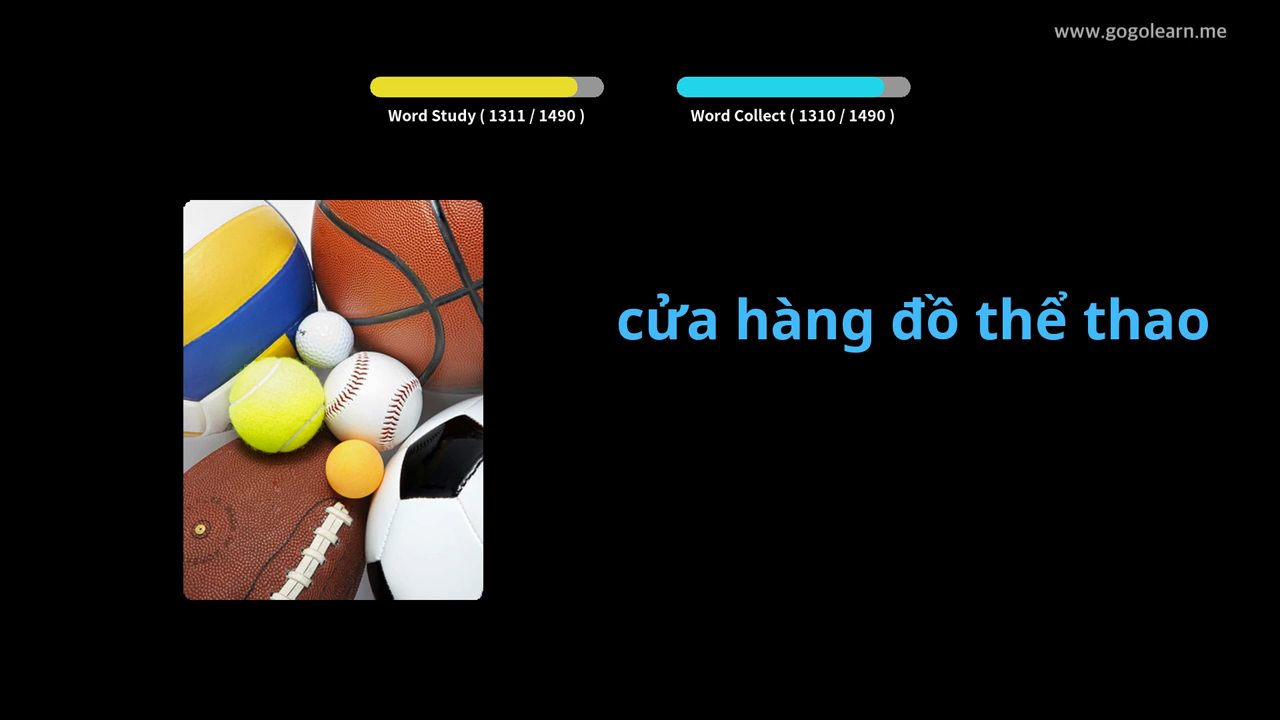 www.gogolearn.me
Word Study ( 1311 / 1490 )
Word Collect ( 1310 / 1490 )
cửa hàng đồ thể thao